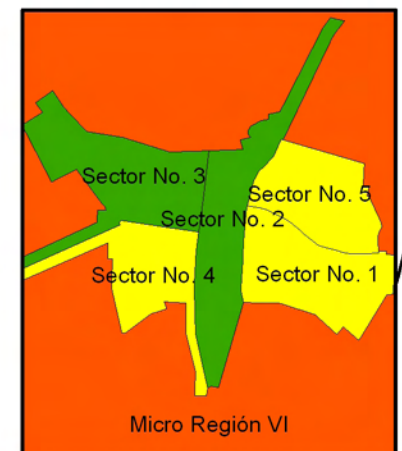 Sector No. 3
Sector No. 5
Sector No. 2
Sector No. 4
Sector No. 1
Micro Región VI